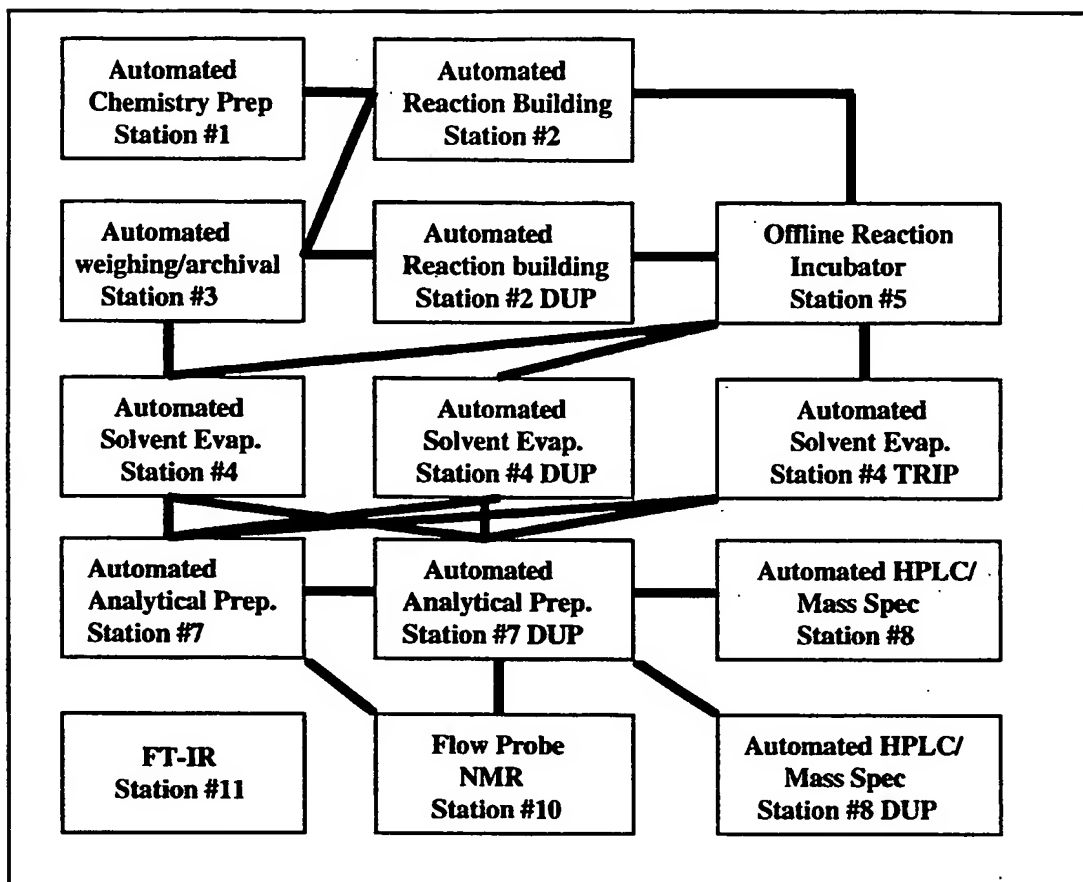 Automated
Chemistry Prep
Station #1
Automated
Reaction Building
Station #2
Automated
weighing/archival
Station #3
Automated
Reaction building
Station #2 DUP
Offline Reaction
Incubator
Station #5
Automated
Solvent Evap.
Station #4
Automated
Solvent Evap.
Station #4 DUP
Automated
Solvent Evap.
Station #4 TRIP
Automated
Analytical Prep.
Station #7
Automated
Analytical Prep.
Station #7 DUP
Automated HPLC/
Mass Spec
Station #8
FT-IR
Station #11
Flow Probe
NMR
Station #10
Automated HPLC/
Mass Spec
Station #8 DUP